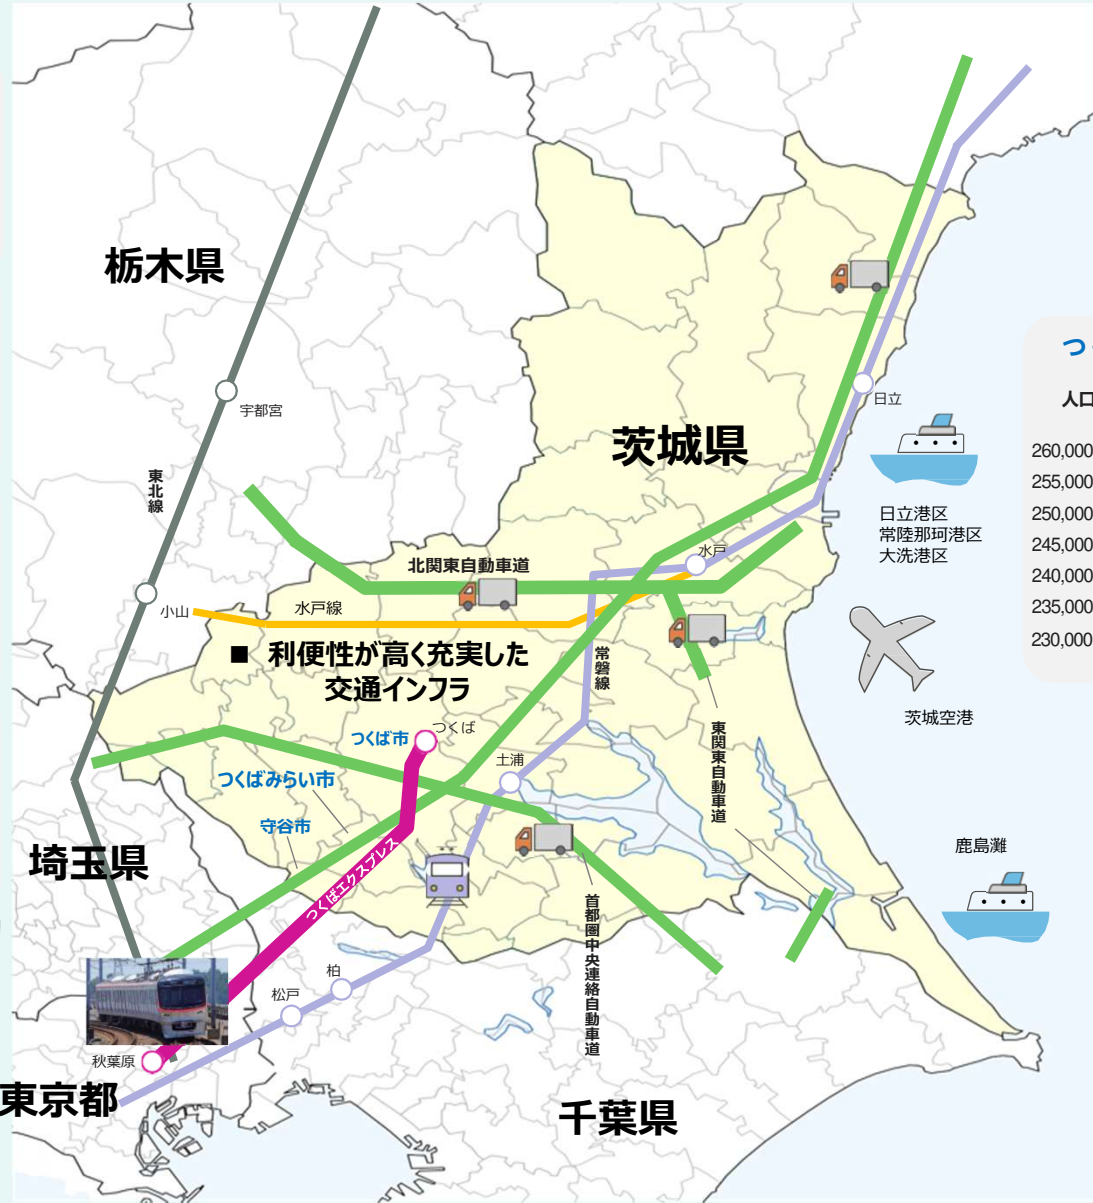 栃木県
宇都宮
東北線
茨城県
日立
つ
人口
260,000
255,000
250,000
245,000
240,000
235,000
230,000
日立港区
常陸那珂港区
大洗港区
水戸
北関東自動車道
小山
水戸線
■ 利便性が高く充実した
交通インフラ
常磐線
茨城空港
つくば市
つくば
土浦
東関東自動車道
つくばみらい市
守谷市
埼玉県
つくばエクスプレス
鹿島灘
首都圏中央連絡自動車道
柏
松戸
秋葉原
東京都
千葉県